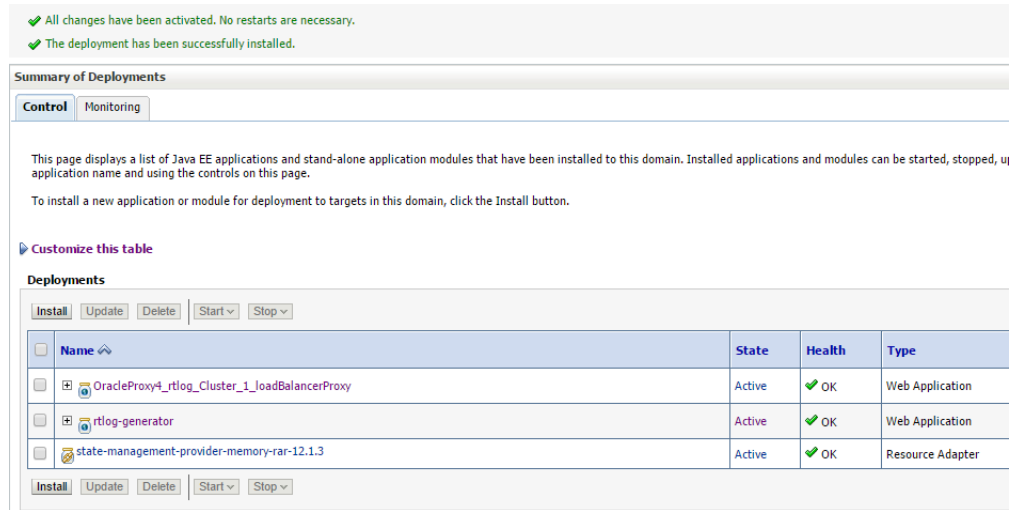 All changes have been activated. No restarts are necessary.
The deployment has been successfully installed.
Summary of Deployments
Control Monitoring
This page displays a list of Java EE applications and stand-alone application modules that have been installed to this domain. Installed applications and modules can be started, stopped,
application name and using the controls on this page.
To install a new application or module for deployment to targets in this domain, click the Install button.
Customize this table
Deployments
Install Update Delete Start Stop
Name State Health Type
OracleProxy4_rtlog_Cluster_1_loadBalancerProxy Active OK Web Application
rtlog-generator Active OK Web Application
state-management-provider-memory-rar-12.1.3 Active OK Resource Adapter
Install Update Delete Start Stop